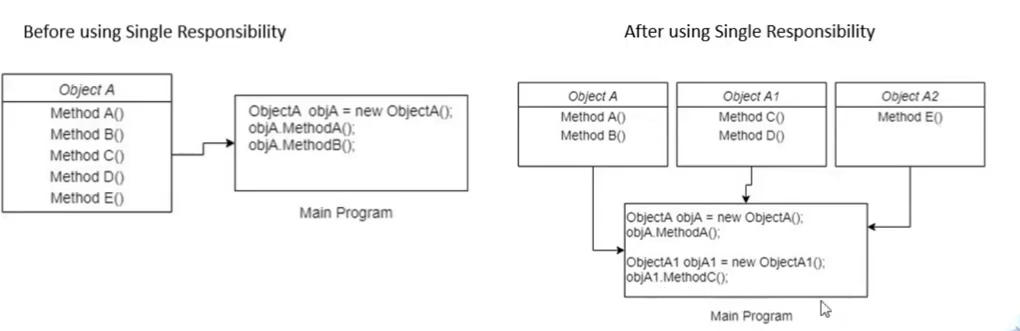 Before using Single Responsibility
Object A
Method A()
Method B()
Method C()
Method D()
Method E()
ObjectA objA = new ObjectA();
objA.MethodA();
objA.MethodB();
Main Program
After using Single Responsibility
Object A
Method A()
Method B()
Object A1
Method C()
Method D()
Object A2
Method E()
ObjectA objA = new ObjectA();
objA.MethodA();
ObjectA1 objA1 = new ObjectA1();
objA1.MethodC();
Main Program